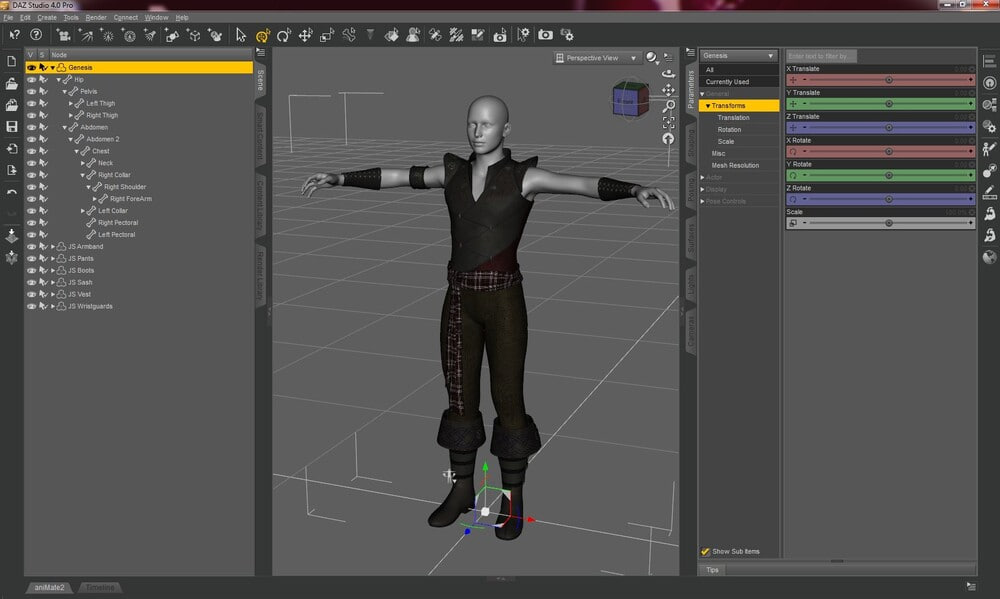 DAZ Studio 4.0 Pro
File Edit Create Tools Render Connect Window Help
V S Node
Genesis
Hip
Pelvis
Left Thigh
Right Thigh
Abdomen
Abdomen 2
Chest
Neck
Right Collar
Right Shoulder
Right ForeArm
Left Collar
Right Pectoral
Left Pectoral
JS Armband
JS Pants
JS Boots
JS Sash
JS Vest
JS Wristguards
Scene
Smart Content
Content Library
Render Library
Perspective View
Parameters
Shaping
Posing
Surfaces
Lights
Cameras
Genesis
All
Currently Used
General
Transforms
Translation
Rotation
Scale
Misc
Mesh Resolution
Actor
Display
Pose Controls
Show Sub Items
Tips
Enter text to filter by...
X Translate 0.00
Y Translate 0.00
Z Translate 0.00
X Rotate 0.00
Y Rotate 0.00
Z Rotate 0.00
Scale 100.0%
aniMate2 Timeline